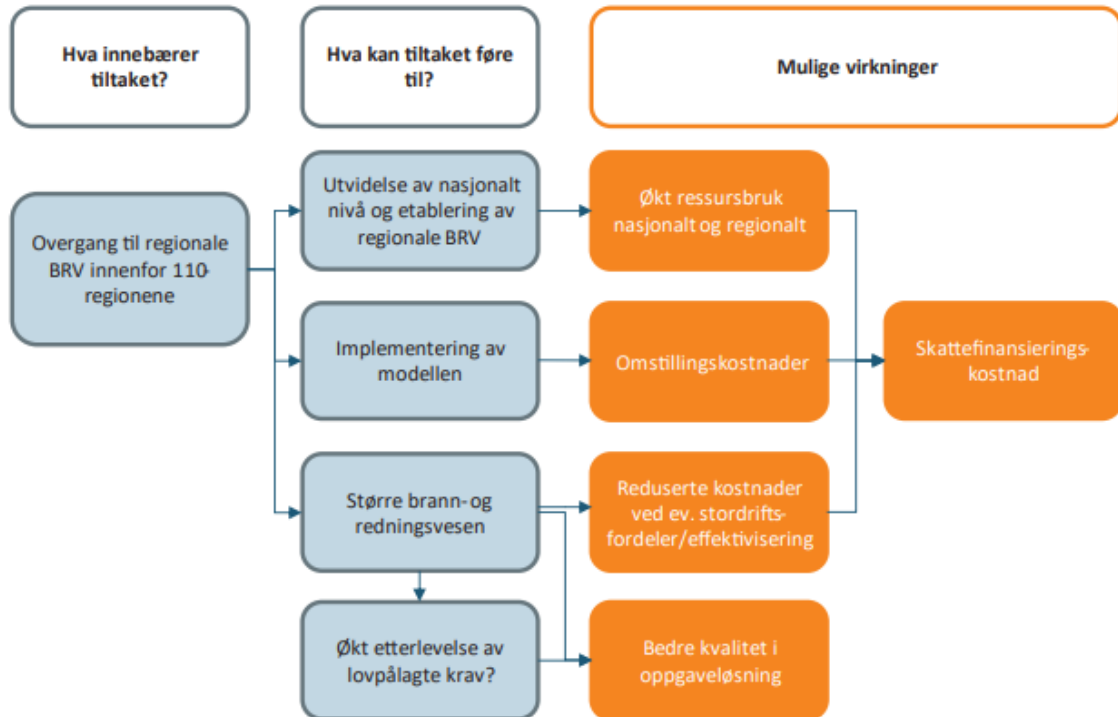 Hva innebærer
tiltaket?
Hva kan tiltaket føre
til?
Mulige virkninger
Overgang til regionale
BRV innenfor 110-
regionene
Utvidelse av nasjonalt
nivå og etablering av
regionale BRV
Økt ressursbruk
nasjonalt og regionalt
Implementering av
modellen
Omstillingskostnader
Skattefinansierings-
kostnad
Større brann- og
redningsvesen
Reduserte kostnader
ved ev. stordrifts-
fordeler/effektivisering
Økt etterlevelse av
lovpålagte krav?
Bedre kvalitet i
oppgaveløsning